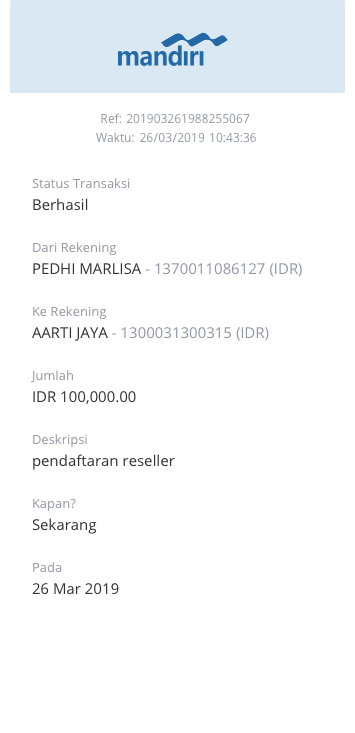 mandiri
Ref: 201903261988255067
Waktu: 26/03/2019 10:43:36
Status Transaksi
Berhasil
Dari Rekening
PEDHI MARLISA - 1370011086127 (IDR)
Ke Rekening
AARTI JAYA - 1300031300315 (IDR)
Jumlah
IDR 100,000.00
Deskripsi
pendaftaran reseller
Kapan?
Sekarang
Pada
26 Mar 2019